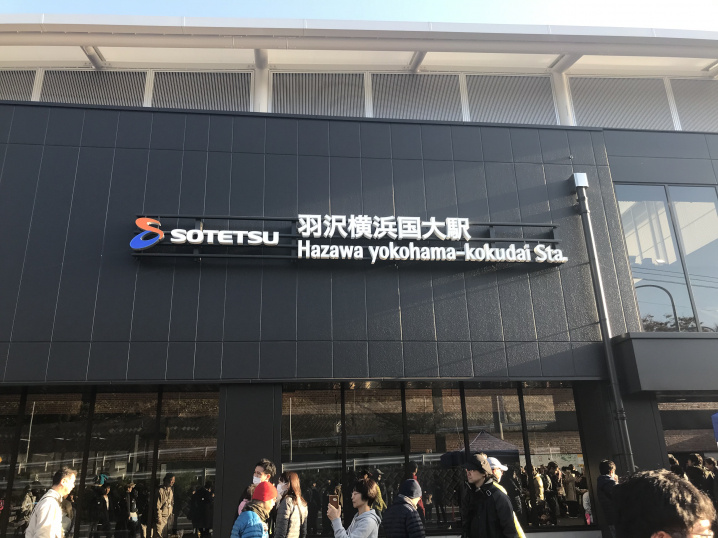 SOTETSU
羽沢横浜国大駅
Hazawa yokohama-kokudai Sta.